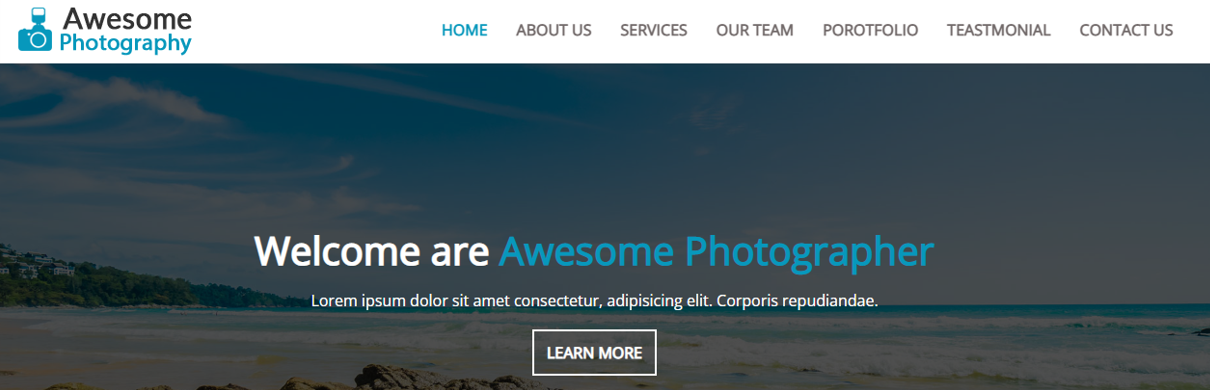 Awesome
Photography
HOME ABOUT US SERVICES OUR TEAM POROTFOLIO TEASTMONIAL CONTACT US
Welcome are Awesome Photographer
Lorem ipsum dolor sit amet consectetur, adipisicing elit. Corporis repudiandae.
LEARN MORE